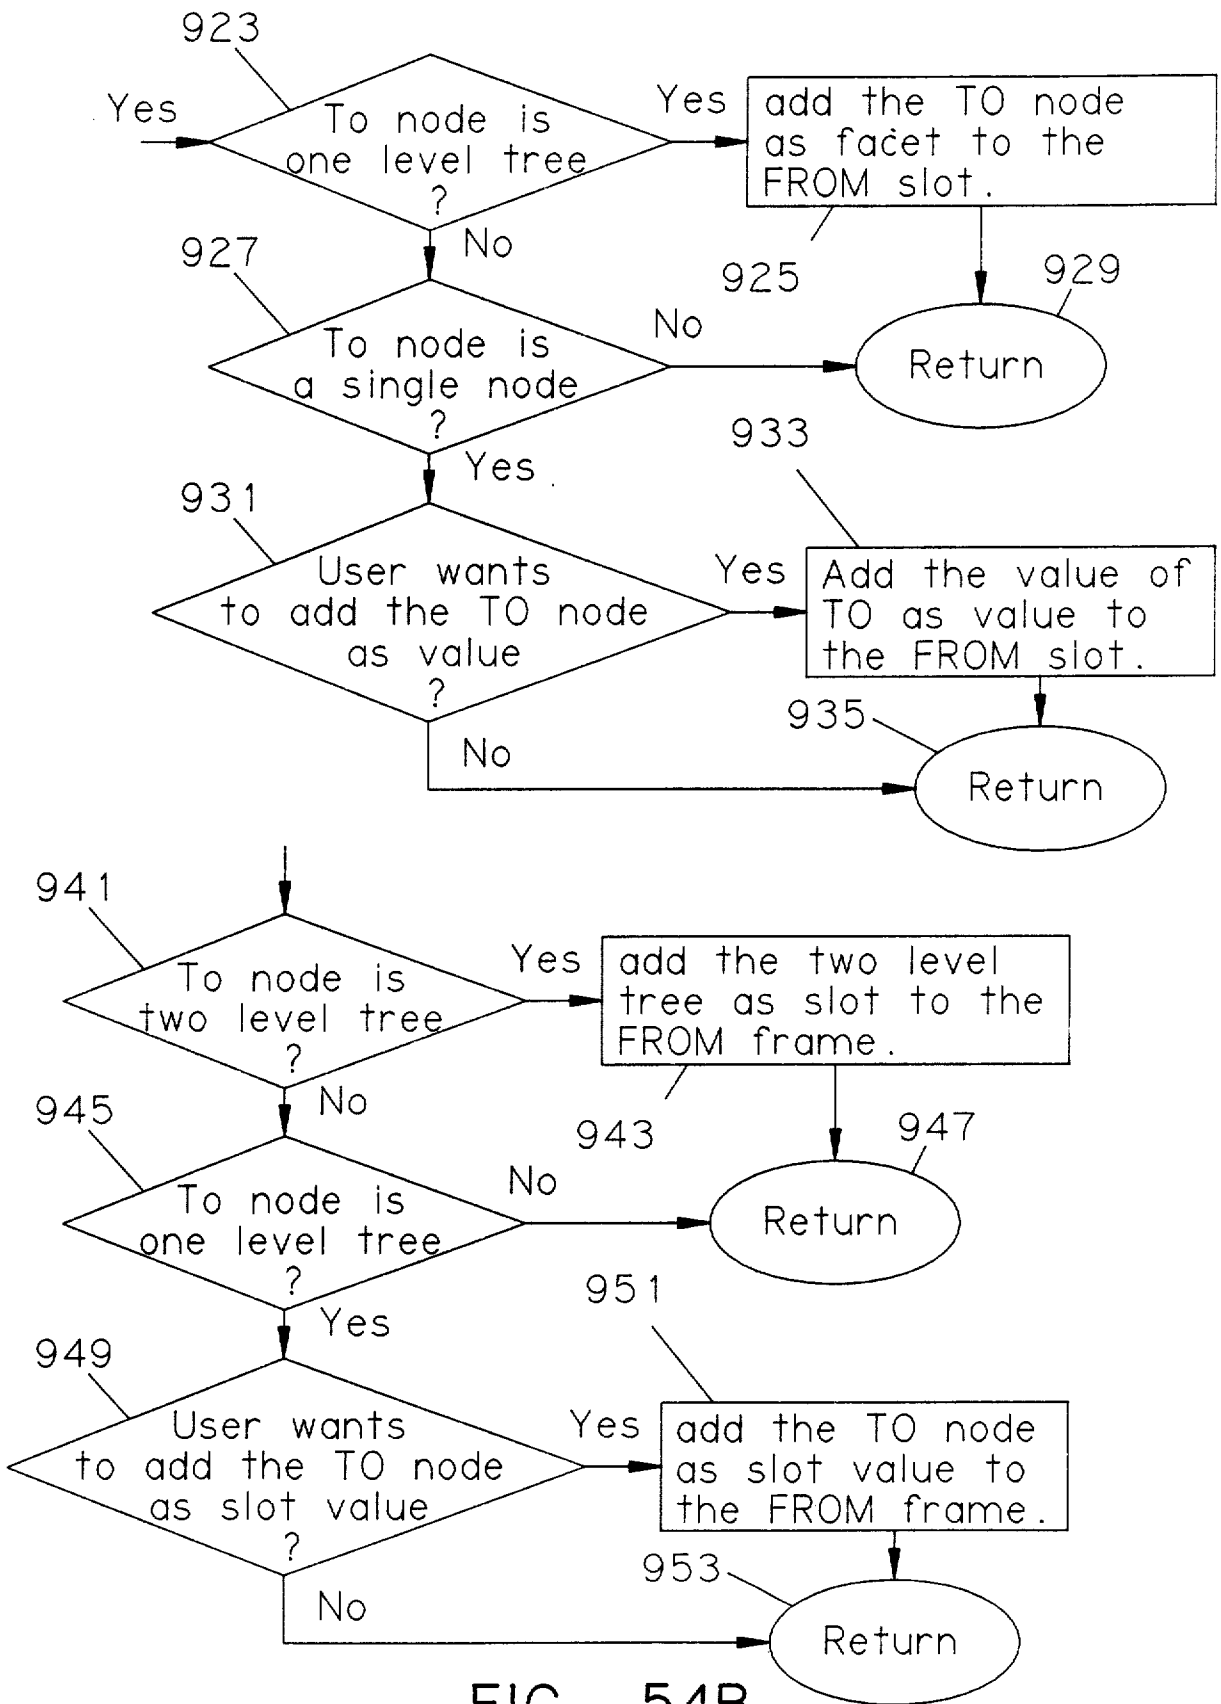 923
Yes
To node is
one level tree
?
Yes
add the TO node
as facet to the
FROM slot.
925
No
927
To node is
a single node
?
No
929
Return
Yes
931
User wants
to add the TO node
as value
?
Yes
933
Add the value of
TO as value to
the FROM slot.
No
935
Return
941
To node is
two level tree
?
Yes
add the two level
tree as slot to the
FROM frame.
943
No
945
To node is
one level tree
?
No
947
Return
Yes
949
User wants
to add the TO node
as slot value
?
Yes
951
add the TO node
as slot value to
the FROM frame.
No
953
Return
FIG. 54B